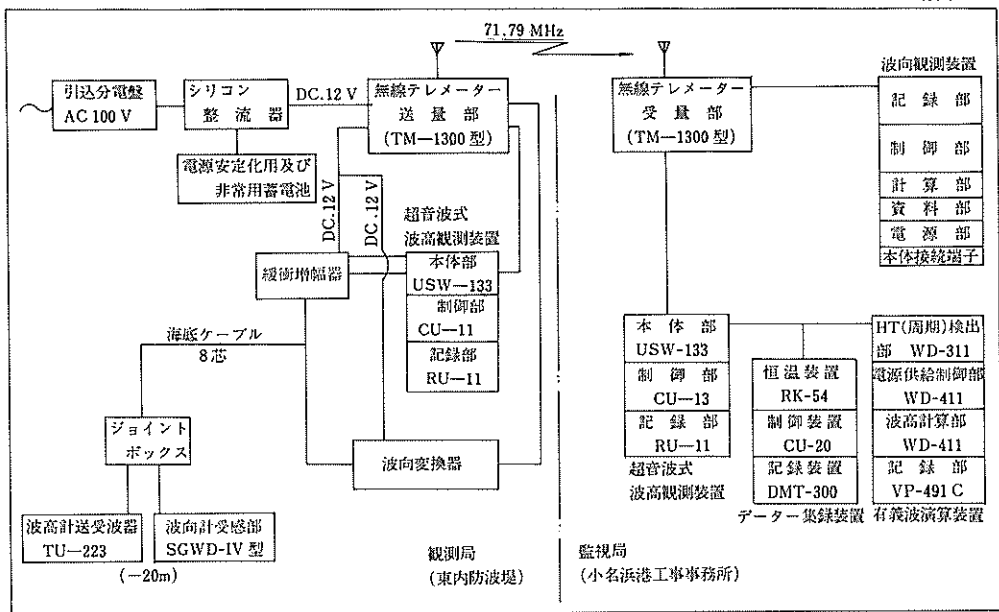 71,79 MHz
引込分電盤
AC 100 V
シリコン
整流器
DC.12 V
無線テレメーター
送量部
(TM—1300 型)
電源安定化用及び
非常用蓄電池
DC.12 V
DC.12 V
超音波式
波高観測装置
本体部
USW—133
制御部
CU—11
記録部
RU—11
緩衝増幅器
海底ケーブル
8芯
ジョイント
ボックス
波向変換器
波高計送受波器
TU—223
波向計受感部
SGWD-IV 型
(—20m)
観測局
(東内防波堤)
無線テレメーター
受量部
(TM—1300 型)
波向観測装置
記録部
制御部
計算部
資料部
電源部
本体接続端子
本体部
USW-133
制御部
CU—13
記録部
RU—11
超音波式
波高観測装置
恒温装置
RK-54
制御装置
CU-20
記録装置
DMT-300
データー集録装置
HT(周期)検出
部 WD-311
電源供給制御部
WD-411
波高計算部
WD-411
記録部
VP-491 C
有義波演算装置
監視局
(小名浜港工事事務所)